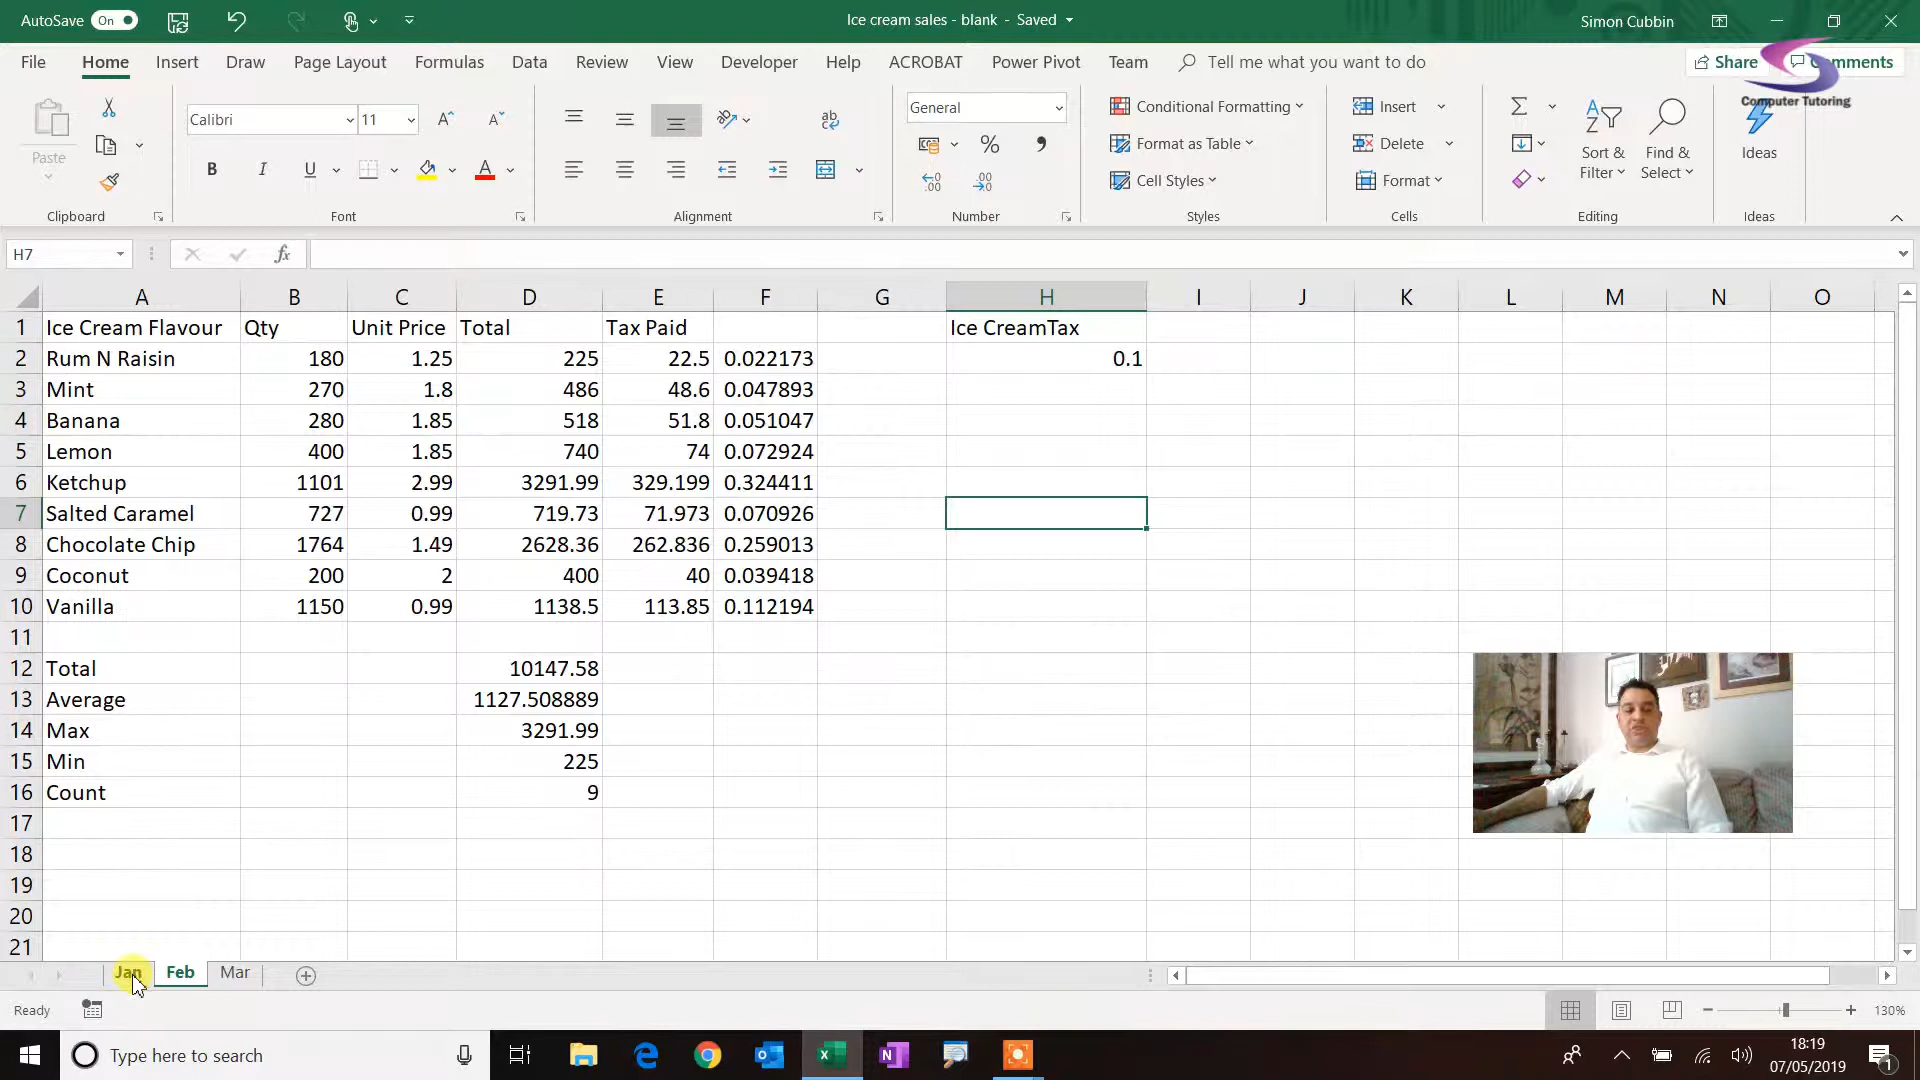 AutoSave On
Ice cream sales - blank - Saved
Simon Cubbin
File Home Insert Draw Page Layout Formulas Data Review View Developer Help ACROBAT Power Pivot Team Tell me what you want to do Share Comments
Computer Tutoring
Paste
Calibri 11
B I U
ab
General
Conditional Formatting
Format as Table
Cell Styles
Insert
Delete
Format
Sort & Filter
Find & Select
Ideas
Clipboard Font Alignment Number Styles Cells Editing Ideas
H7
fx
A B C D E F G H I J K L M N O
1 Ice Cream Flavour Qty Unit Price Total Tax Paid Ice CreamTax
2 Rum N Raisin 180 1.25 225 22.5 0.022173 0.1
3 Mint 270 1.8 486 48.6 0.047893
4 Banana 280 1.85 518 51.8 0.051047
5 Lemon 400 1.85 740 74 0.072924
6 Ketchup 1101 2.99 3291.99 329.199 0.324411
7 Salted Caramel 727 0.99 719.73 71.973 0.070926
8 Chocolate Chip 1764 1.49 2628.36 262.836 0.259013
9 Coconut 200 2 400 40 0.039418
10 Vanilla 1150 0.99 1138.5 113.85 0.112194
11
12 Total 10147.58
13 Average 1127.508889
14 Max 3291.99
15 Min 225
16 Count 9
17
18
19
20
21
Jan Feb Mar
Ready
130%
Type here to search
18:19
07/05/2019
1